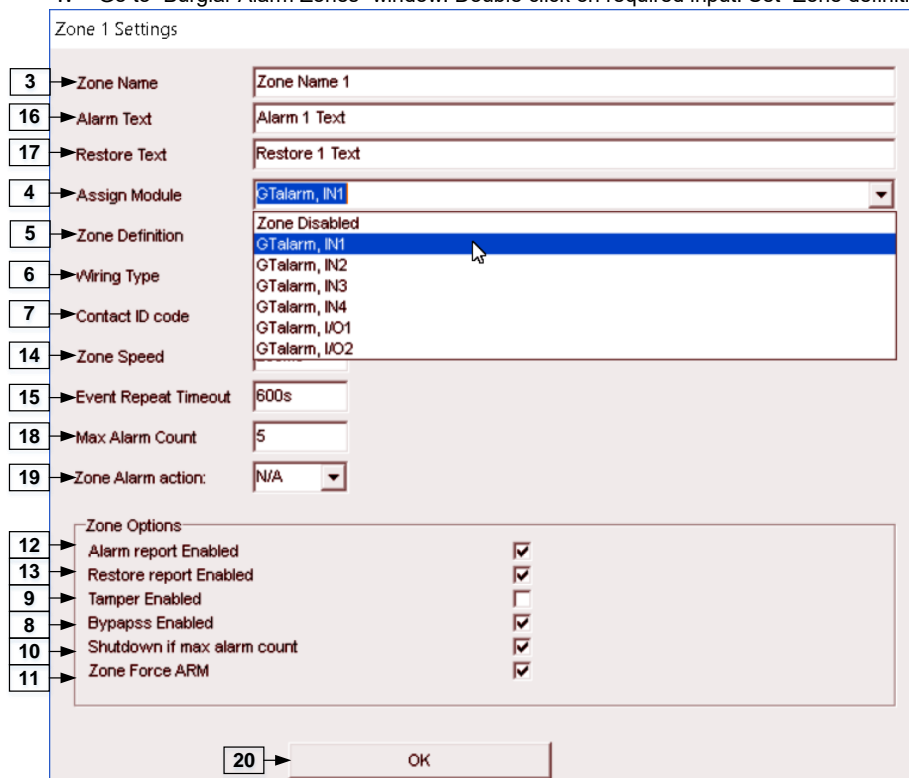 Zone 1 Settings
3 Zone Name Zone Name 1
16 Alarm Text Alarm 1 Text
17 Restore Text Restore 1 Text
4 Assign Module GTalarm, IN1
Zone Disabled
5 Zone Definition GTalarm, IN1
GTalarm, IN2
6 Wiring Type
GTalarm, IN3
GTalarm, IN4
7 Contact ID code
GTalarm, I/O1
GTalarm, I/O2
14 Zone Speed
15 Event Repeat Timeout 600s
18 Max Alarm Count 5
19 Zone Alarm action: N/A
Zone Options
12 Alarm report Enabled
13 Restore report Enabled
9 Tamper Enabled
8 Bypapss Enabled
10 Shutdown if max alarm count
11 Zone Force ARM
20 OK